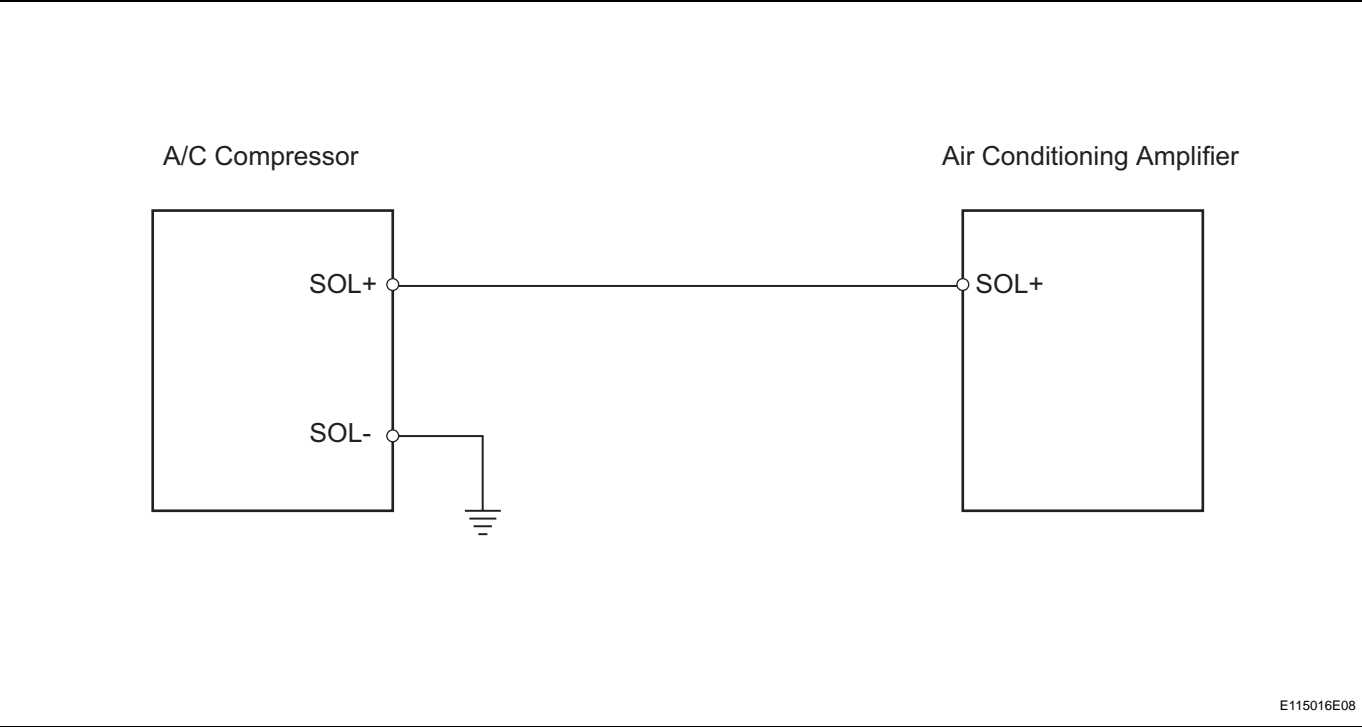 A/C Compressor
Air Conditioning Amplifier
SOL+
SOL+
SOL-
E115016E08